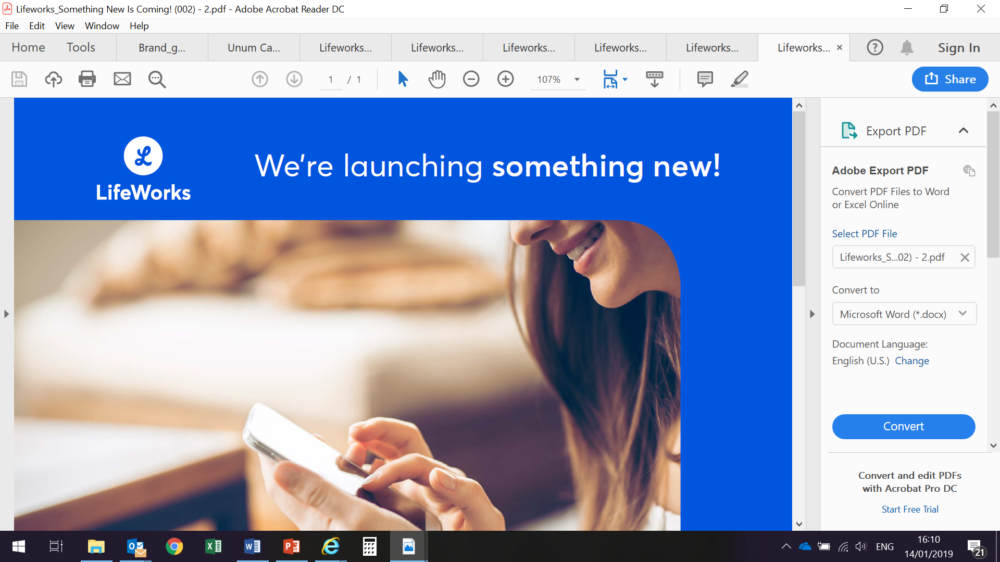 Lifeworks_Something New Is Coming! (002) - 2.pdf - Adobe Acrobat Reader DC
File Edit View Window Help
Home Tools Brand_g... Unum Ca... Lifeworks... Lifeworks... Lifeworks... Lifeworks... Lifeworks... Lifeworks... Sign In
1 / 1 107% Share
Export PDF
LifeWorks
We're launching something new!
Adobe Export PDF
Convert PDF Files to Word
or Excel Online
Select PDF File
Lifeworks_S...02) - 2.pdf
Convert to
Microsoft Word (*.docx)
Document Language:
English (U.S.) Change
Convert
Convert and edit PDFs
with Acrobat Pro DC
Start Free Trial
ENG
16:10
14/01/2019
21